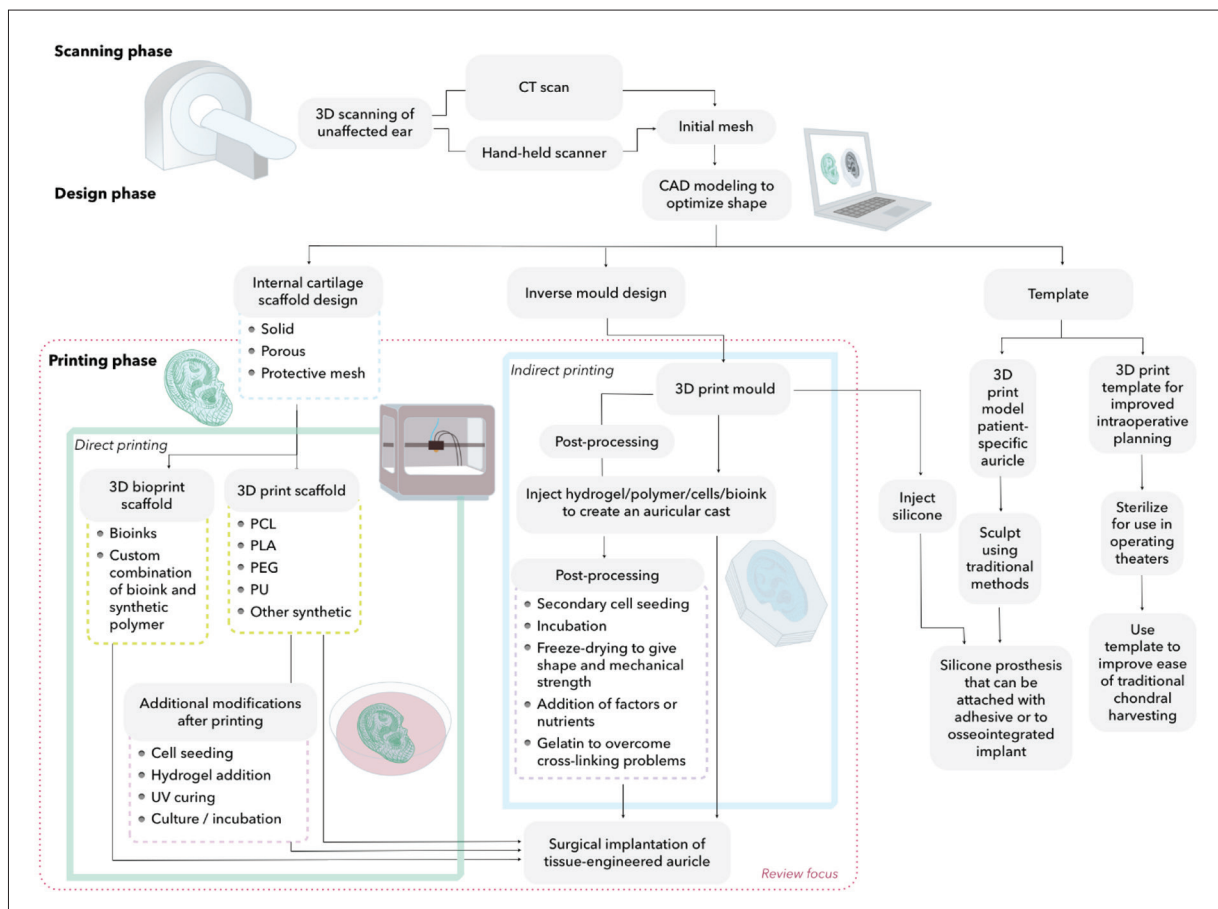 Scanning phase
3D scanning of
unaffected ear
CT scan
Hand-held scanner
Initial mesh
Design phase
CAD modeling to
optimize shape
Internal cartilage
scaffold design
Solid
Porous
Protective mesh
Inverse mould design
Template
Printing phase
Direct printing
3D bioprint
scaffold
Bioinks
Custom
combination
of bioink and
synthetic
polymer
3D print scaffold
PCL
PLA
PEG
PU
Other synthetic
Additional modifications
after printing
Cell seeding
Hydrogel addition
UV curing
Culture / incubation
Indirect printing
3D print mould
Post-processing
Inject hydrogel/polymer/cells/bioink
to create an auricular cast
Post-processing
Secondary cell seeding
Incubation
Freeze-drying to give
shape and mechanical
strength
Addition of factors or
nutrients
Gelatin to overcome
cross-linking problems
Surgical implantation of
tissue-engineered auricle
Review focus
Inject
silicone
3D
print
model
patient-
specific
auricle
Sculpt
using
traditional
methods
Silicone prosthesis
that can be
attached with
adhesive or to
osseointegrated
implant
3D print
template for
improved
intraoperative
planning
Sterilize
for use in
operating
theaters
Use
template to
improve ease
of traditional
chondral
harvesting